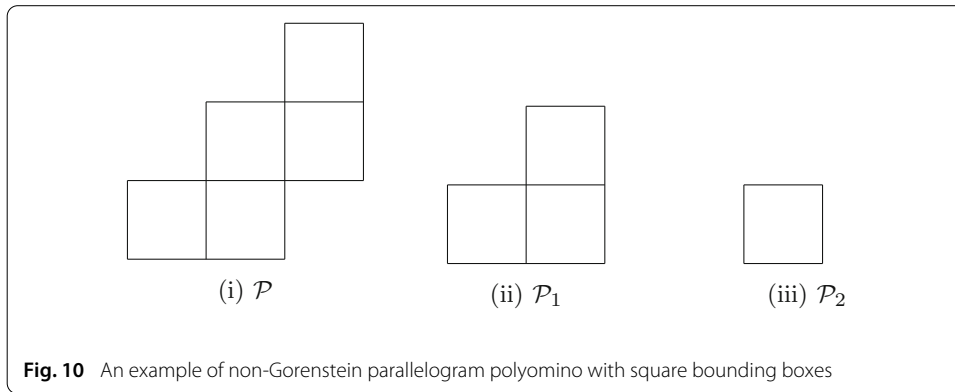 (i) 𝒫
(ii) 𝒫₁
(iii) 𝒫₂
Fig. 10 An example of non-Gorenstein parallelogram polyomino with square bounding boxes